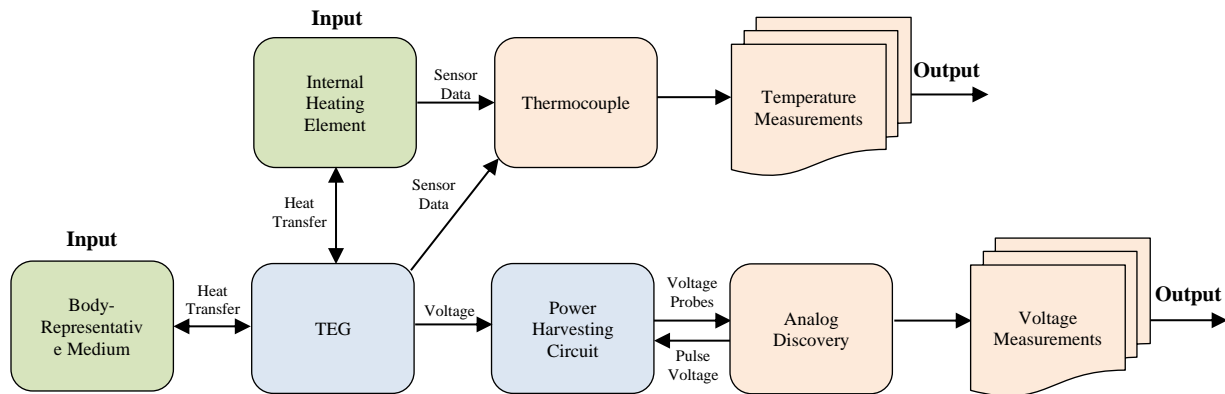 Input
Internal
Heating
Element
Sensor
Data
Thermocouple
Temperature
Measurements
Output
Heat
Transfer
Sensor
Data
Input
Body-
Representativ
e Medium
Heat
Transfer
TEG
Voltage
Power
Harvesting
Circuit
Voltage
Probes
Pulse
Voltage
Analog
Discovery
Voltage
Measurements
Output